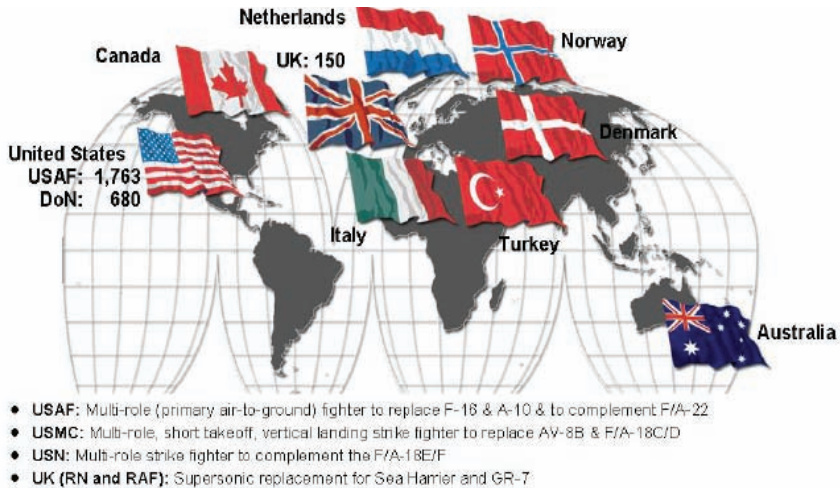 Netherlands
Norway
Canada
UK: 150
Denmark
United States
USAF: 1,763
DoN: 680
Italy
Turkey
Australia
• USAF: Multi-role (primary air-to-ground) fighter to replace F-16 & A-10 & to complement F/A-22
• USMC: Multi-role, short takeoff, vertical landing strike fighter to replace AV-8B & F/A-18C/D
• USN: Multi-role strike fighter to complement the F/A-18E/F
• UK (RN and RAF): Supersonic replacement for Sea Harrier and GR-7